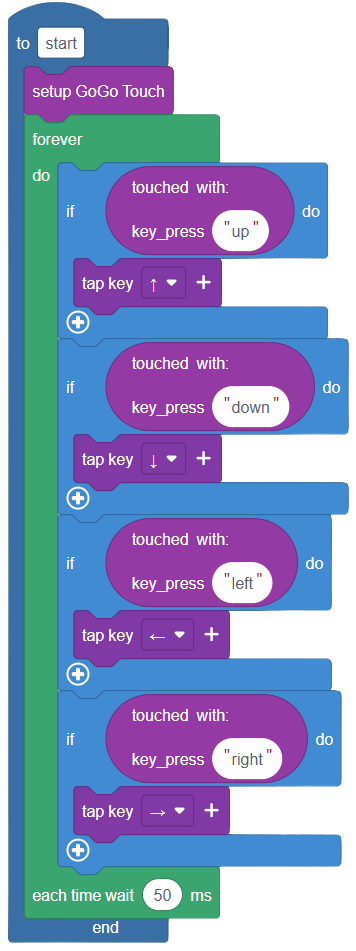 to start
setup GoGo Touch
forever
do
if touched with: do
key_press "up"
tap key ↑ +
if touched with: do
key_press "down"
tap key ↓ +
if touched with: do
key_press "left"
tap key ← +
if touched with: do
key_press "right"
tap key → +
each time wait 50 ms
end